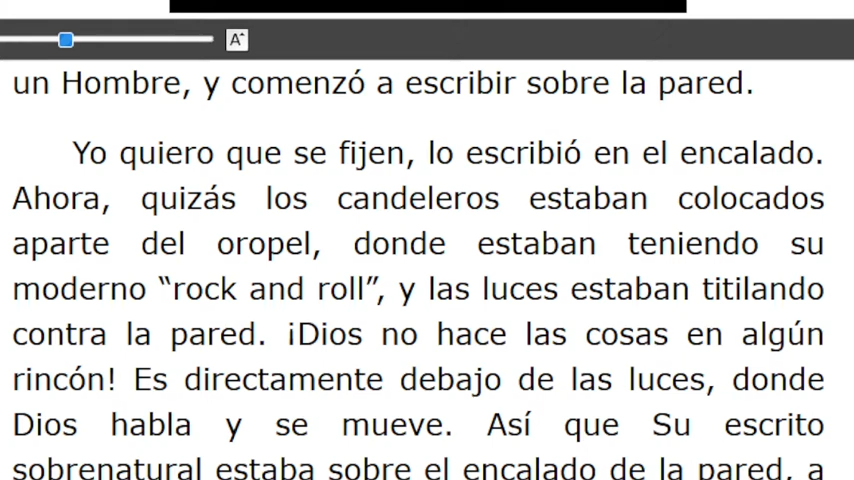 A
un Hombre, y comenzó a escribir sobre la pared.
Yo quiero que se fijen, lo escribió en el encalado.
Ahora, quizás los candeleros estaban colocados
aparte del oropel, donde estaban teniendo su
moderno “rock and roll”, y las luces estaban titilando
contra la pared. ¡Dios no hace las cosas en algún
rincón! Es directamente debajo de las luces, donde
Dios habla y se mueve. Así que Su escrito
sobrenatural estaba sobre el encalado de la pared, a